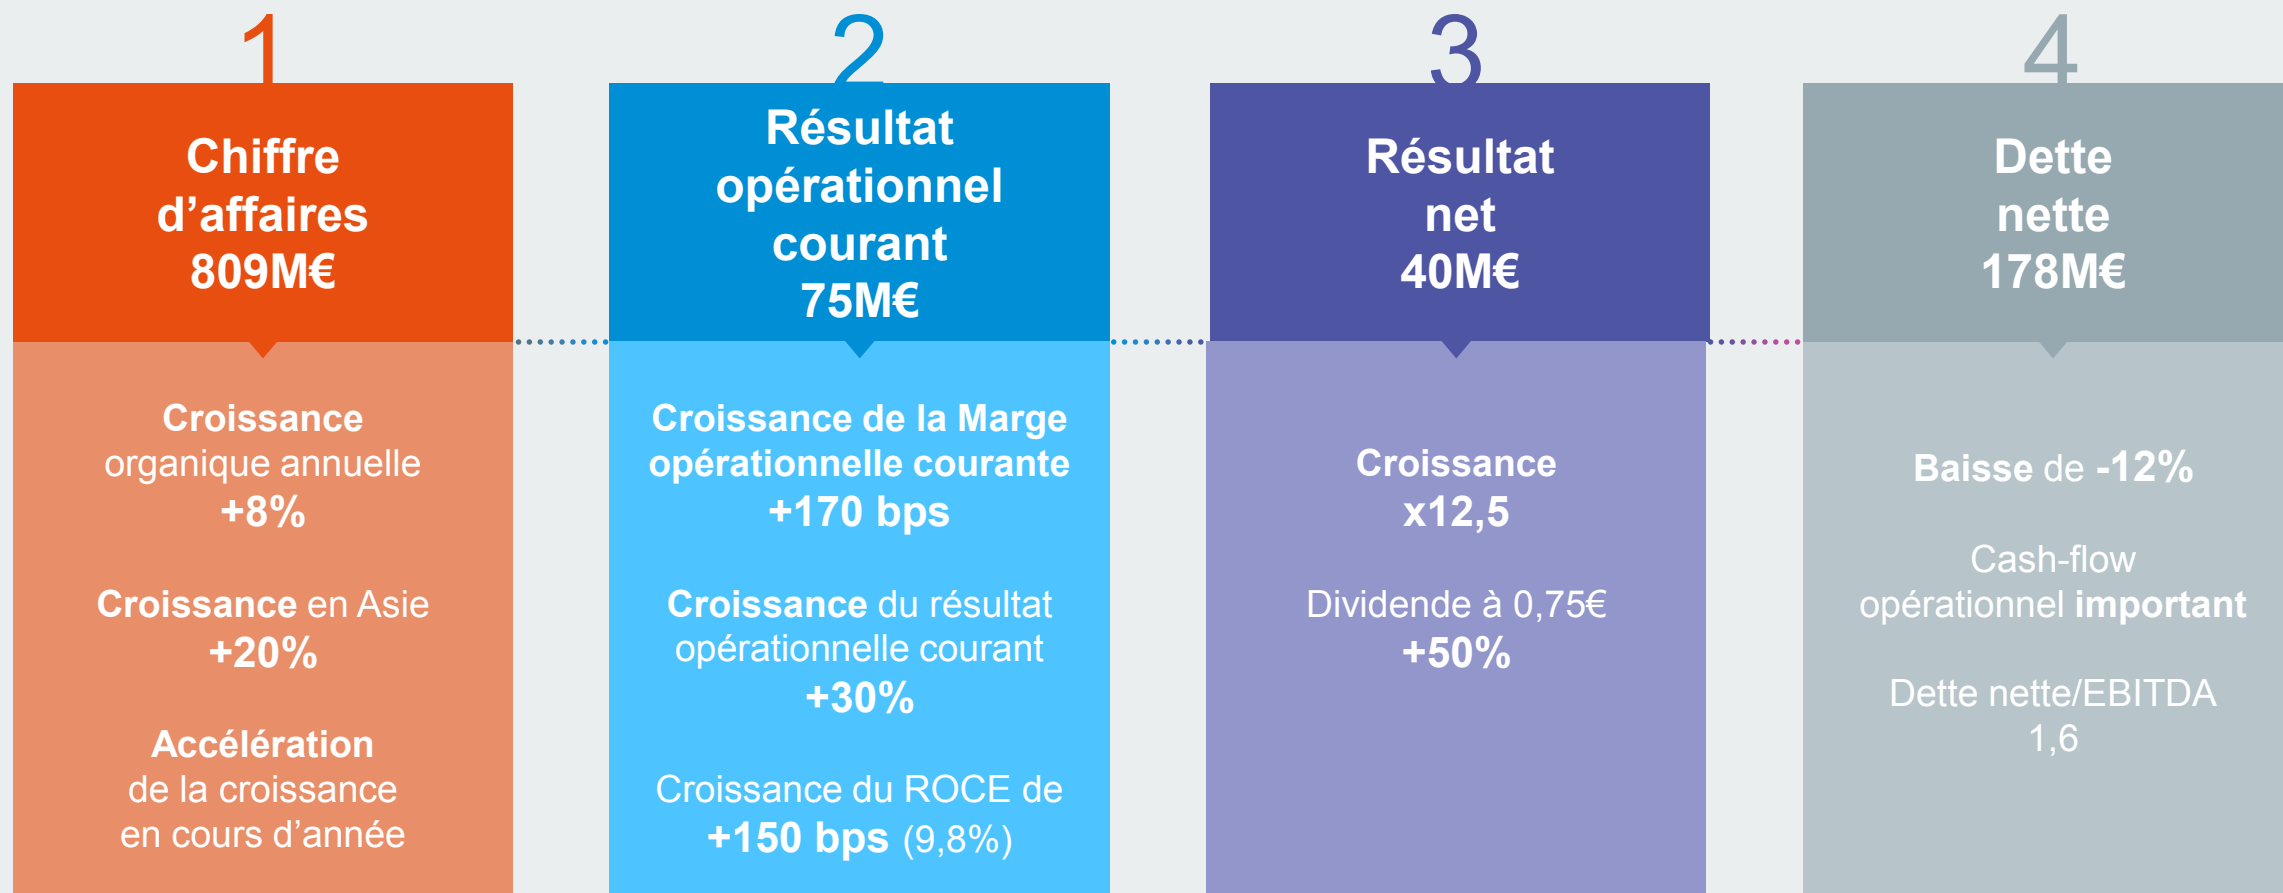 1
Chiffre
d’affaires
809M€
Croissance
organique annuelle
+8%
Croissance en Asie
+20%
Accélération
de la croissance
en cours d’année
2
Résultat
opérationnel
courant
75M€
Croissance de la Marge
opérationnelle courante
+170 bps
Croissance du résultat
opérationnelle courant
+30%
Croissance du ROCE de
+150 bps (9,8%)
3
Résultat
net
40M€
Croissance
x12,5
Dividende à 0,75€
+50%
4
Dette
nette
178M€
Baisse de -12%
Cash-flow
opérationnel important
Dette nette/EBITDA
1,6